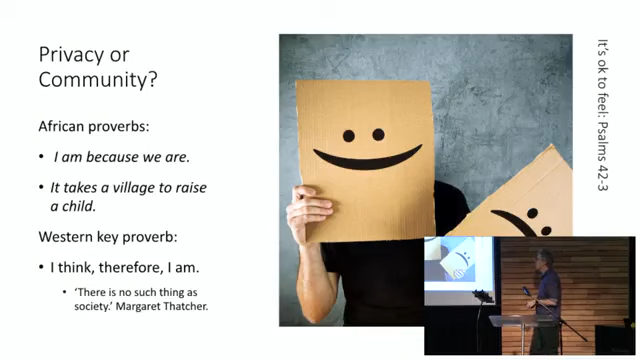 Privacy or
Community?
African proverbs:
• I am because we are.
• It takes a village to raise
a child.
Western key proverb:
• I think, therefore, I am.
• ‘There is no such thing as
society.’ Margaret Thatcher.
It’s ok to feel: Psalms 42-3